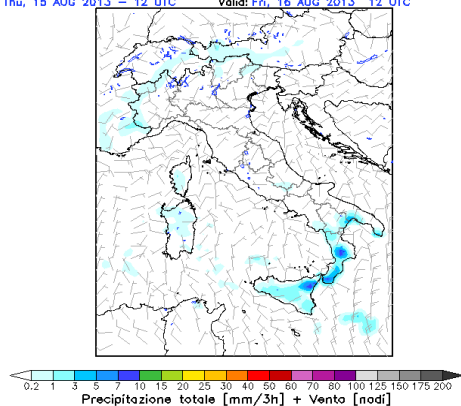 Thu, 15 AUG 2013 – 12 UTC Valid: Fri, 16 AUG 2013 12 UTC
0.2 1 3 5 7 10 15 20 25 30 40 50 60 70 80 100 125 150 175 200
Precipitazione totale [mm/3h] + Vento [nodi]